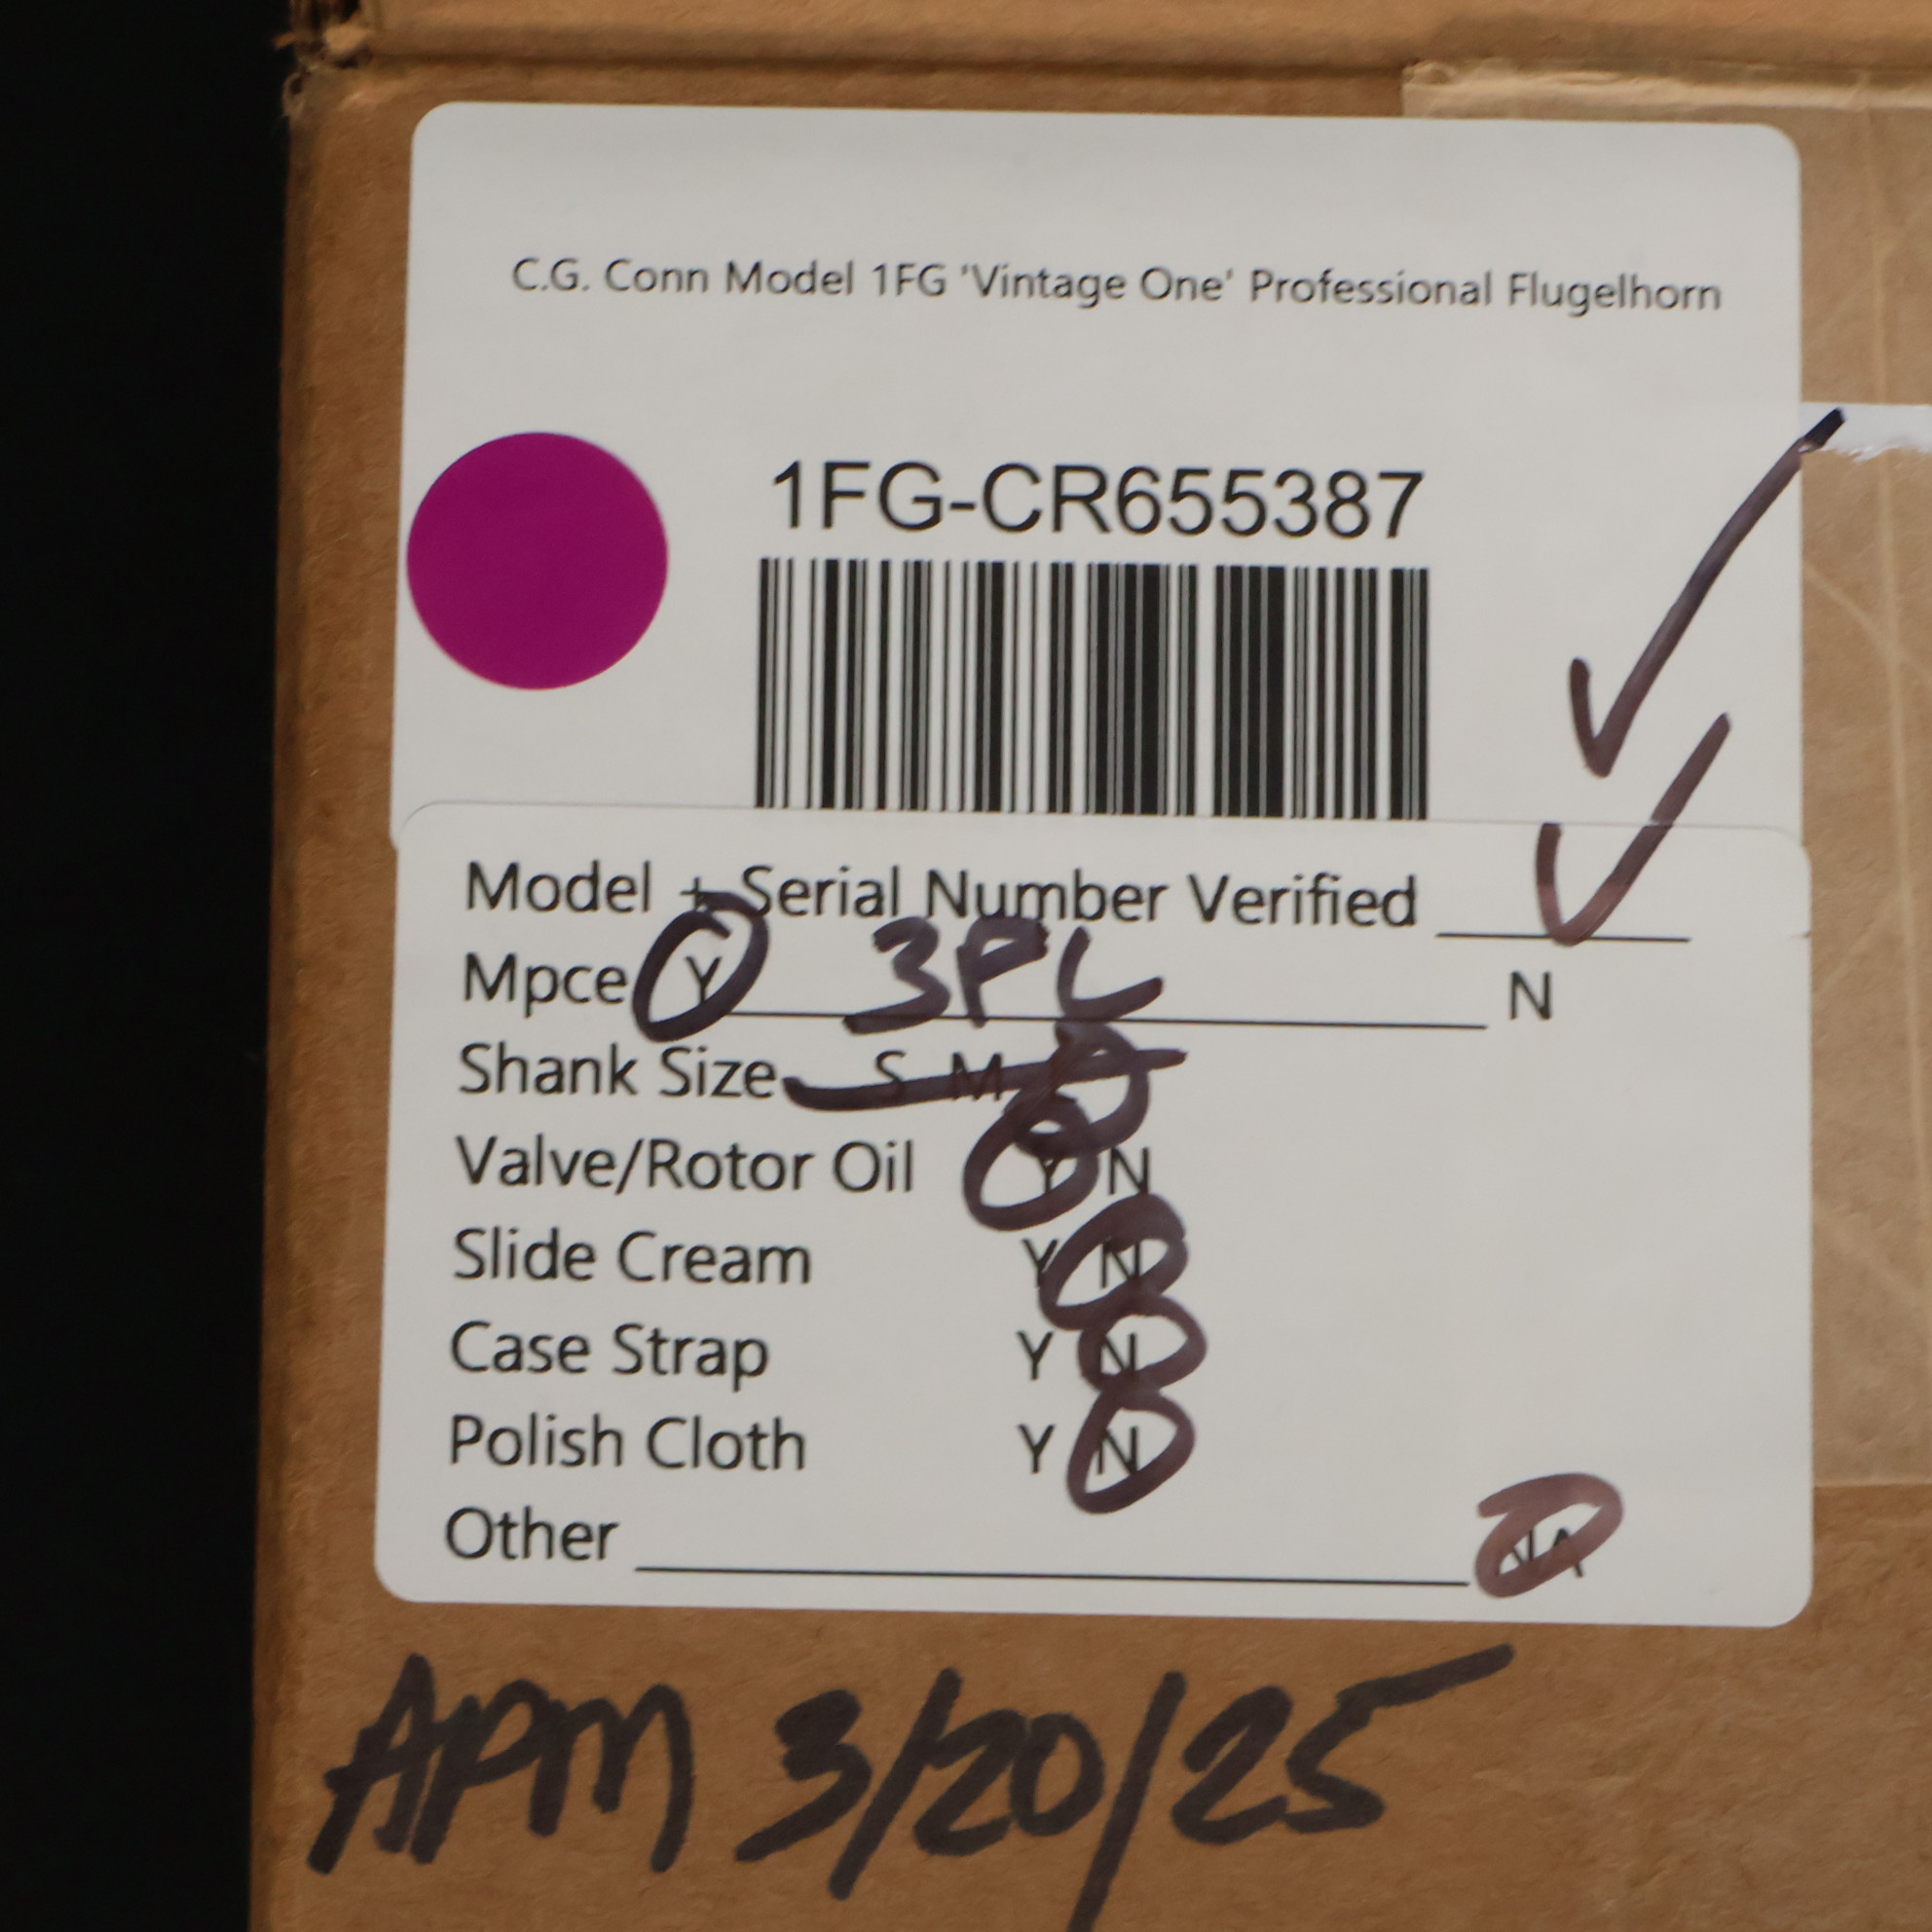 C.G. Conn Model 1FG 'Vintage One' Professional Flugelhorn
1FG-CR655387
Model + Serial Number Verified
Mpce Y 3PL N
Shank Size S M
Valve/Rotor Oil Y N
Slide Cream Y N
Case Strap Y N
Polish Cloth Y N
Other NA
APM 3/20/25